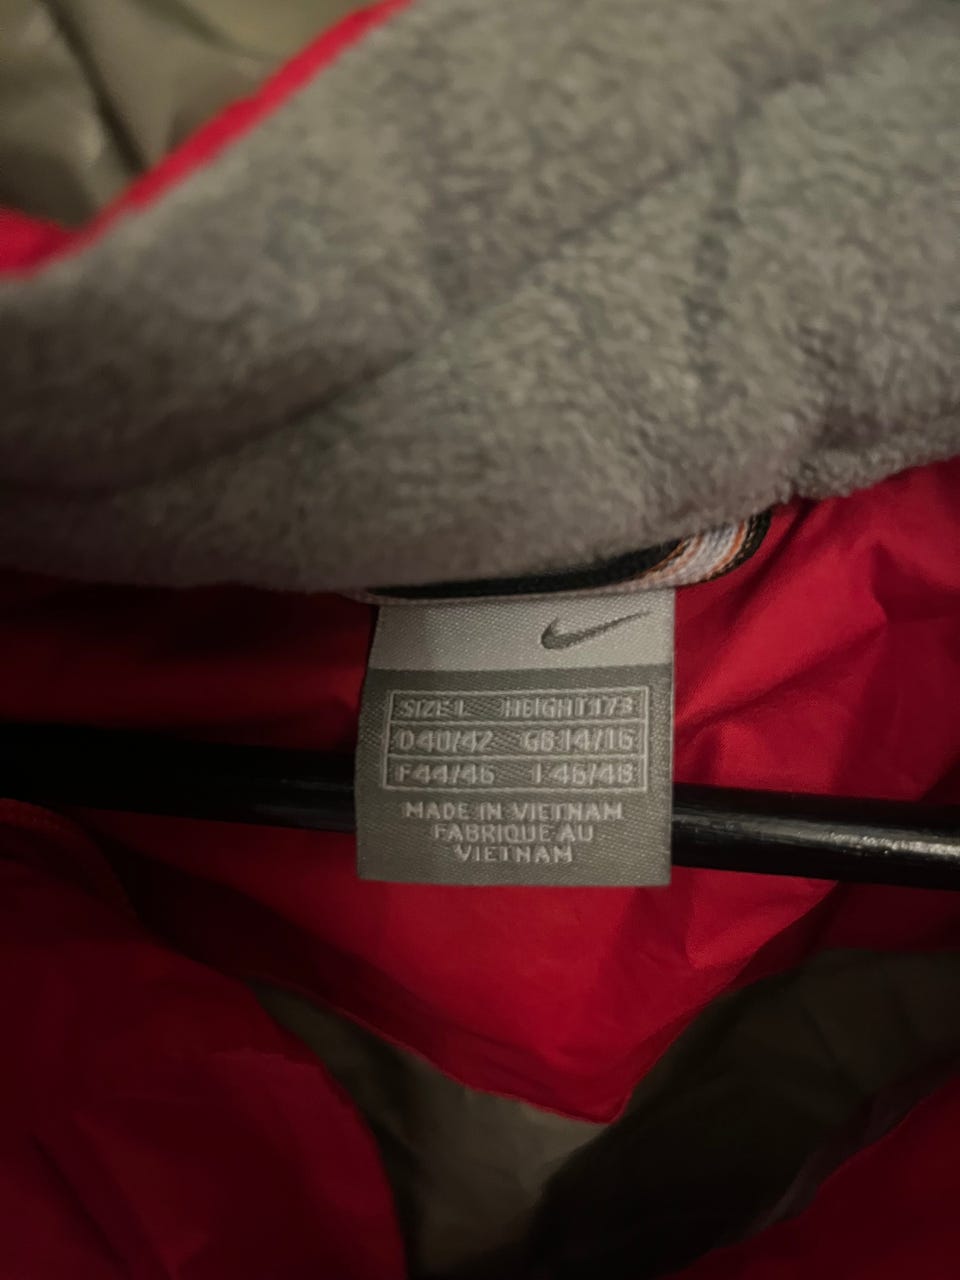 SIZE L HEIGHT 173
D 40/42 GB 14/16
F 44/46 I 46/48
MADE IN VIETNAM
FABRIQUE AU
VIETNAM